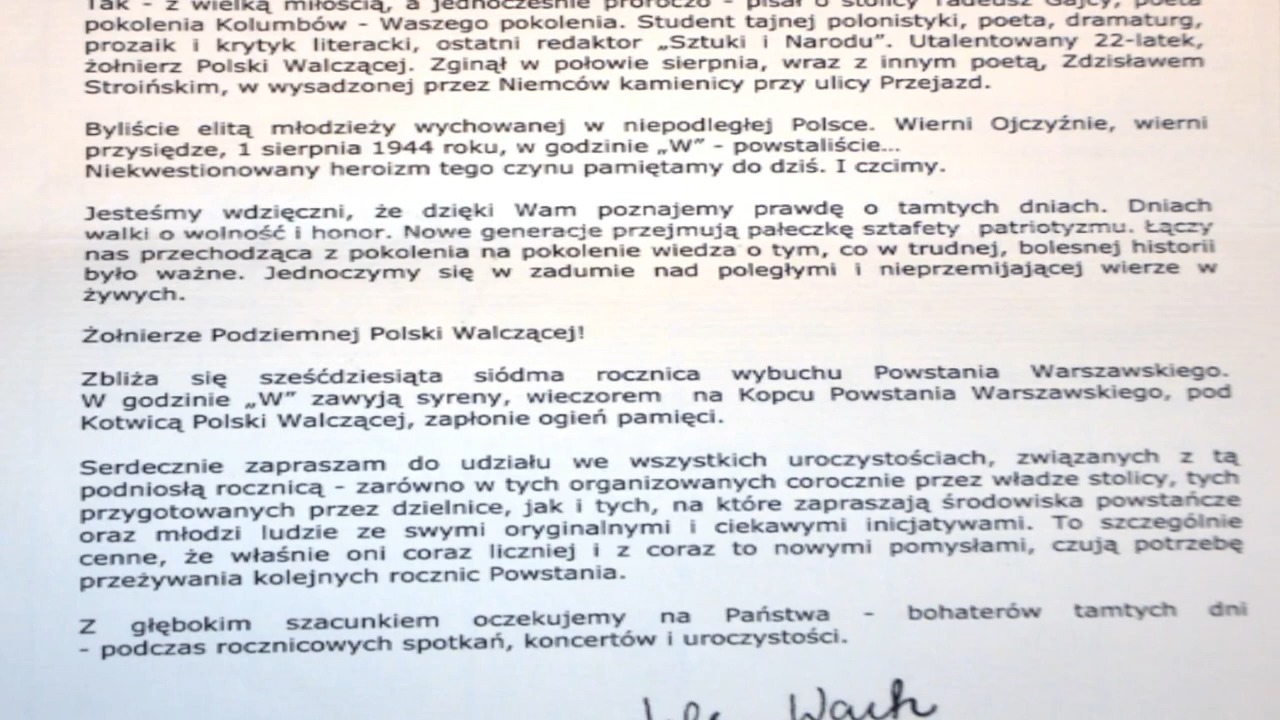 Tak - z wielką miłością, a jednocześnie proroczo - pisał o stolicy Tadeusz Gajcy, poeta
pokolenia Kolumbów - Waszego pokolenia. Student tajnej polonistyki, poeta, dramaturg,
prozaik i krytyk literacki, ostatni redaktor „Sztuki i Narodu”. Utalentowany 22-latek,
żołnierz Polski Walczącej. Zginął w połowie sierpnia, wraz z innym poetą, Zdzisławem
Stroińskim, w wysadzonej przez Niemców kamienicy przy ulicy Przejazd.
Byliście elitą młodzieży wychowanej w niepodległej Polsce. Wierni Ojczyźnie, wierni
przysiędze, 1 sierpnia 1944 roku, w godzinie „W” - powstaliście...
Niekwestionowany heroizm tego czynu pamiętamy do dziś. I czcimy.
Jesteśmy wdzięczni, że dzięki Wam poznajemy prawdę o tamtych dniach. Dniach
walki o wolność i honor. Nowe generacje przejmują pałeczkę sztafety patriotyzmu. Łączy
nas przechodząca z pokolenia na pokolenie wiedza o tym, co w trudnej, bolesnej historii
było ważne. Jednoczymy się w zadumie nad poległymi i nieprzemijającej wierze w
żywych.
Żołnierze Podziemnej Polski Walczącej!
Zbliża się sześćdziesiąta siódma rocznica wybuchu Powstania Warszawskiego.
W godzinie „W” zawyją syreny, wieczorem na Kopcu Powstania Warszawskiego, pod
Kotwicą Polski Walczącej, zapłonie ogień pamięci.
Serdecznie zapraszam do udziału we wszystkich uroczystościach, związanych z tą
podniosłą rocznicą - zarówno w tych organizowanych corocznie przez władze stolicy, tych
przygotowanych przez dzielnice, jak i tych, na które zapraszają środowiska powstańcze
oraz młodzi ludzie ze swymi oryginalnymi i ciekawymi inicjatywami. To szczególnie
cenne, że właśnie oni coraz liczniej i z coraz to nowymi pomysłami, czują potrzebę
przeżywania kolejnych rocznic Powstania.
Z głębokim szacunkiem oczekujemy na Państwa - bohaterów tamtych dni
- podczas rocznicowych spotkań, koncertów i uroczystości.